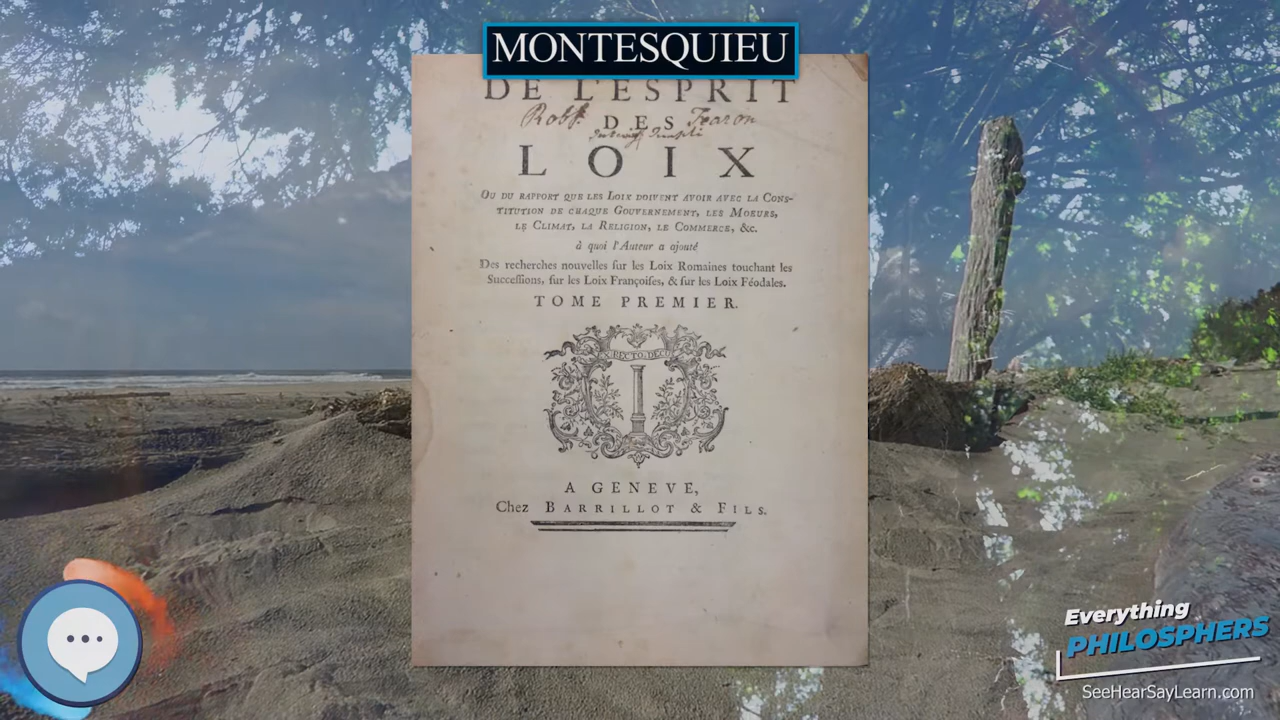 MONTESQUIEU
DE L'ESPRIT
DES
LOIX
OU DU RAPPORT QUE LES LOIX DOIVENT AVOIR AVEC LA CONS-
TITUTION DE CHAQUE GOUVERNEMENT, LES MOEURS,
LE CLIMAT, LA RELIGION, LE COMMERCE, &c.
à quoi l'Auteur a ajouté
Des recherches nouvelles sur les Loix Romaines touchant les
Successions, sur les Loix Françoises, & sur les Loix Féodales.
TOME PREMIER.
A GENEVE,
Chez BARRILLOT & FILS.
Everything
PHILOSPHERS
SeeHearSayLearn.com